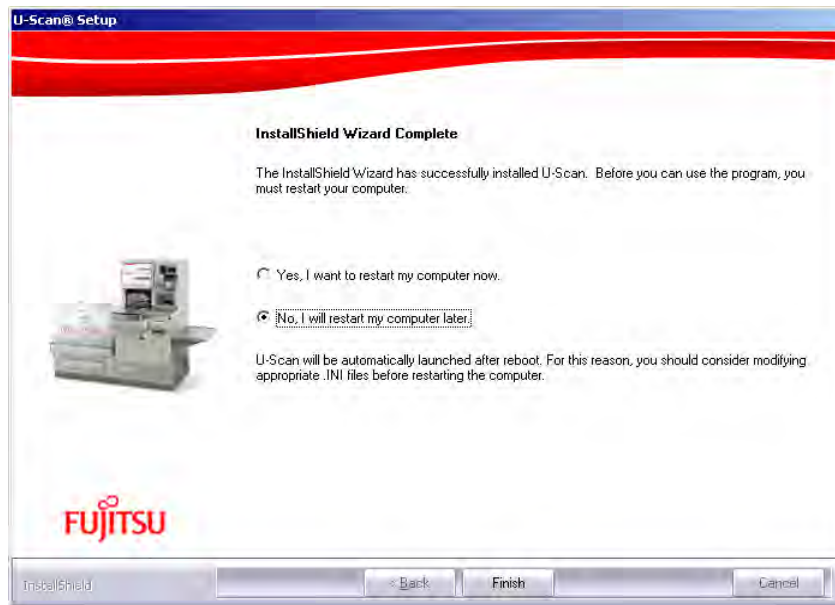 U-Scan® Setup
InstallShield Wizard Complete
The InstallShield Wizard has successfully installed U-Scan. Before you can use the program, you
must restart your computer.
Yes, I want to restart my computer now.
No, I will restart my computer later.
U-Scan will be automatically launched after reboot. For this reason, you should consider modifying
appropriate .INI files before restarting the computer.
FUJITSU
InstallShield
< Back
Finish
Cancel